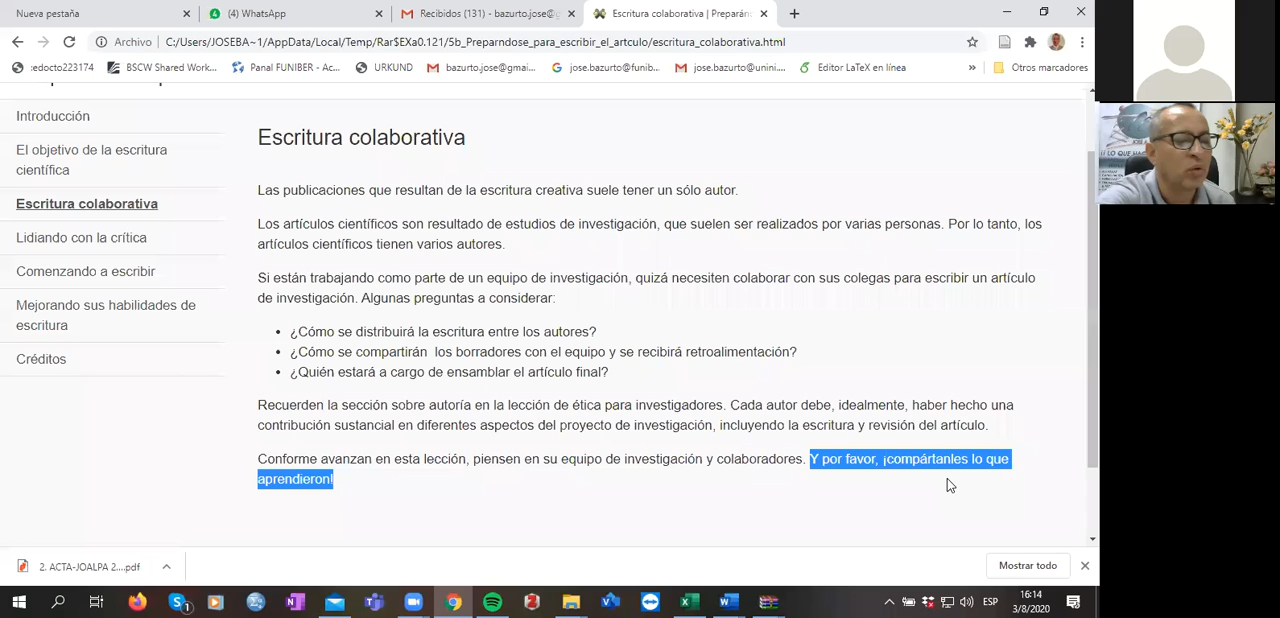 Nueva pestaña
(4) WhatsApp
Recibidos (131) - bazurto.jose@g
Escritura colaborativa | Preparán
Archivo
C:/Users/JOSEBA~1/AppData/Local/Temp/Rar$EXa0.121/5b_Preparndose_para_escribir_el_artculo/escritura_colaborativa.html
edocto223174
BSCW Shared Work...
Panal FUNIBER - Ac...
URKUND
bazurto.jose@gmai...
jose.bazurto@funib...
jose.bazurto@unini....
Editor LaTeX en línea
»
Otros marcadores
Introducción
El objetivo de la escritura
científica
Escritura colaborativa
Lidiando con la crítica
Comenzando a escribir
Mejorando sus habilidades de
escritura
Créditos
Escritura colaborativa
Las publicaciones que resultan de la escritura creativa suele tener un sólo autor.
Los artículos científicos son resultado de estudios de investigación, que suelen ser realizados por varias personas. Por lo tanto, los
artículos científicos tienen varios autores.
Si están trabajando como parte de un equipo de investigación, quizá necesiten colaborar con sus colegas para escribir un artículo
de investigación. Algunas preguntas a considerar:
• ¿Cómo se distribuirá la escritura entre los autores?
• ¿Cómo se compartirán los borradores con el equipo y se recibirá retroalimentación?
• ¿Quién estará a cargo de ensamblar el artículo final?
Recuerden la sección sobre autoría en la lección de ética para investigadores. Cada autor debe, idealmente, haber hecho una
contribución sustancial en diferentes aspectos del proyecto de investigación, incluyendo la escritura y revisión del artículo.
Conforme avanzan en esta lección, piensen en su equipo de investigación y colaboradores. Y por favor, ¡compártanles lo que
aprendieron!
2. ACTA-JOALPA 2....pdf
Mostrar todo
ESP
16:14
3/8/2020